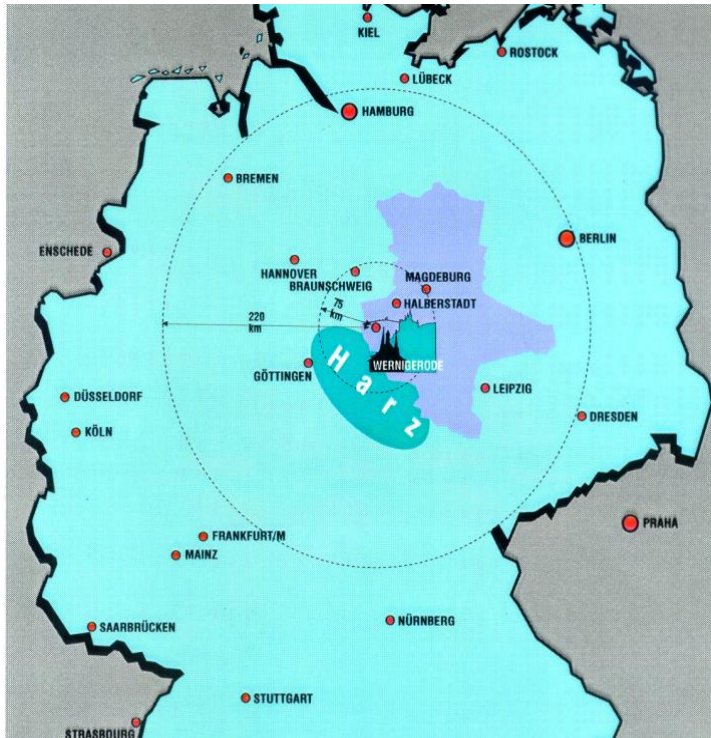 KIEL
ROSTOCK
LÜBECK
HAMBURG
BREMEN
BERLIN
ENSCHEDE
HANNOVER
BRAUNSCHWEIG
MAGDEBURG
HALBERSTADT
75
km
220
km
WERNIGERODE
GÖTTINGEN
Harz
LEIPZIG
DÜSSELDORF
DRESDEN
KÖLN
PRAHA
FRANKFURT/M
MAINZ
NÜRNBERG
SAARBRÜCKEN
STUTTGART
STRASBOURG